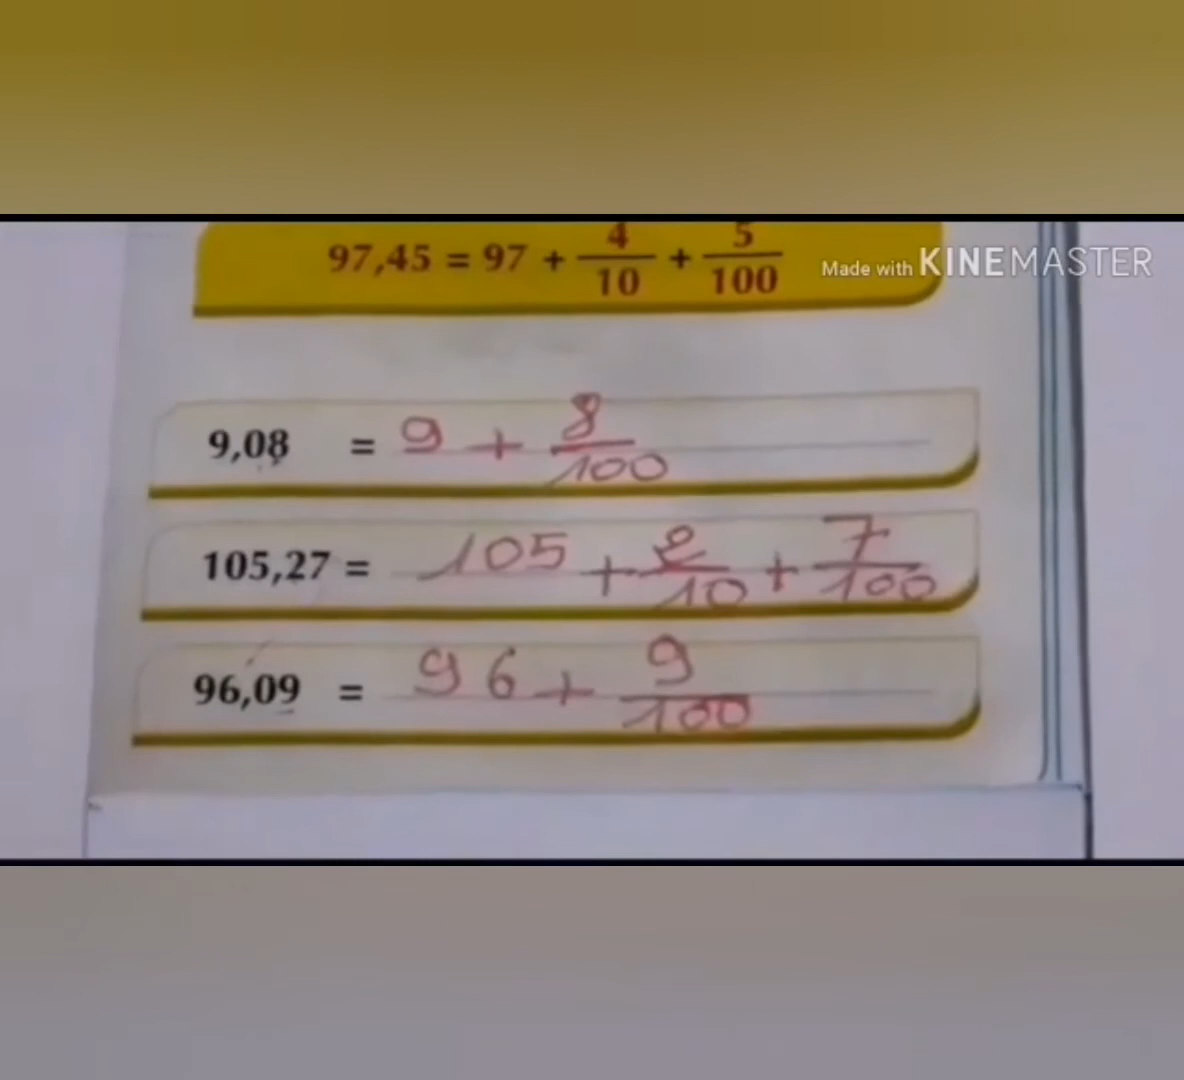 97,45 = 97 + 4/10 + 5/100
Made with KINEMASTER
9,08 = 9 + 8/100
105,27 = 105 + 2/10 + 7/100
96,09 = 96 + 9/100